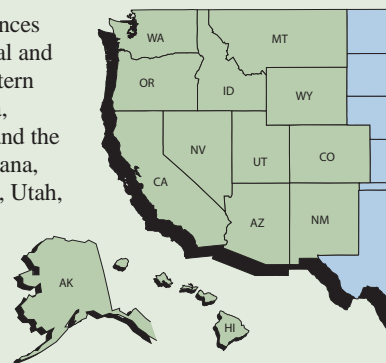 nces
al and
tern
,
and the
ana,
, Utah,
WA
MT
OR
ID
WY
NV
UT
CO
CA
AZ
NM
AK
HI